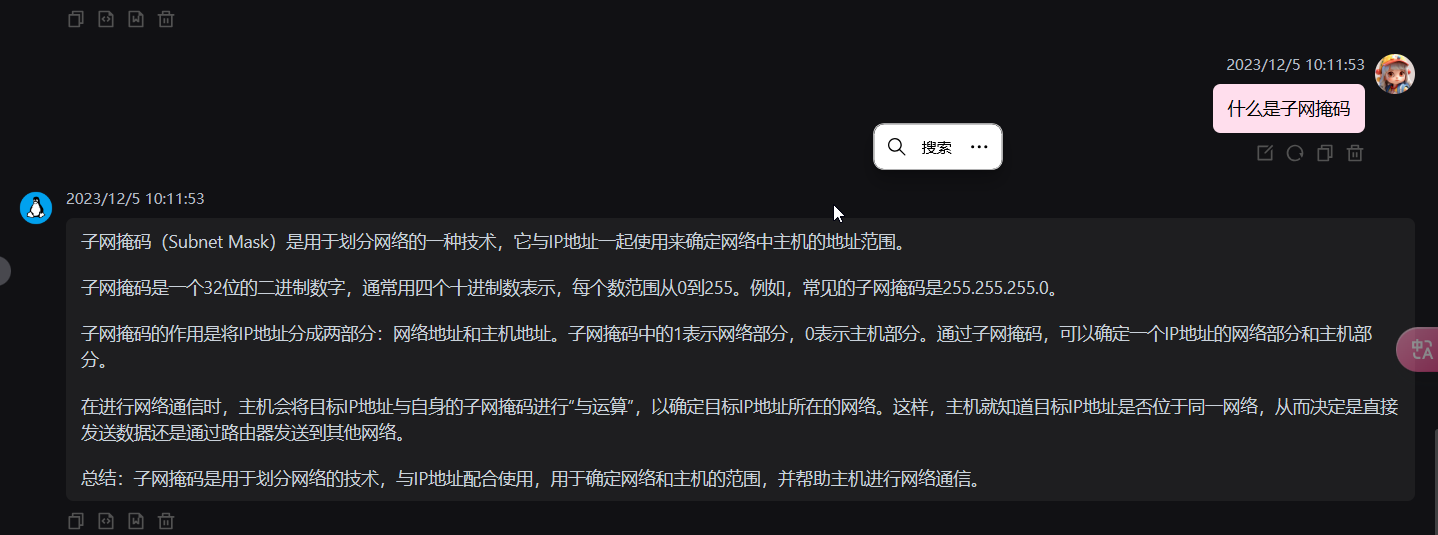 2023/12/5 10:11:53
什么是子网掩码
搜索
2023/12/5 10:11:53
子网掩码（Subnet Mask）是用于划分网络的一种技术，它与IP地址一起使用来确定网络中主机的地址范围。
子网掩码是一个32位的二进制数字，通常用四个十进制数表示，每个数范围从0到255。例如，常见的子网掩码是255.255.255.0。
子网掩码的作用是将IP地址分成两部分：网络地址和主机地址。子网掩码中的1表示网络部分，0表示主机部分。通过子网掩码，可以确定一个IP地址的网络部分和主机部
分。
在进行网络通信时，主机会将目标IP地址与自身的子网掩码进行“与运算”，以确定目标IP地址所在的网络。这样，主机就知道目标IP地址是否位于同一网络，从而决定是直接
发送数据还是通过路由器发送到其他网络。
总结：子网掩码是用于划分网络的技术，与IP地址配合使用，用于确定网络和主机的范围，并帮助主机进行网络通信。